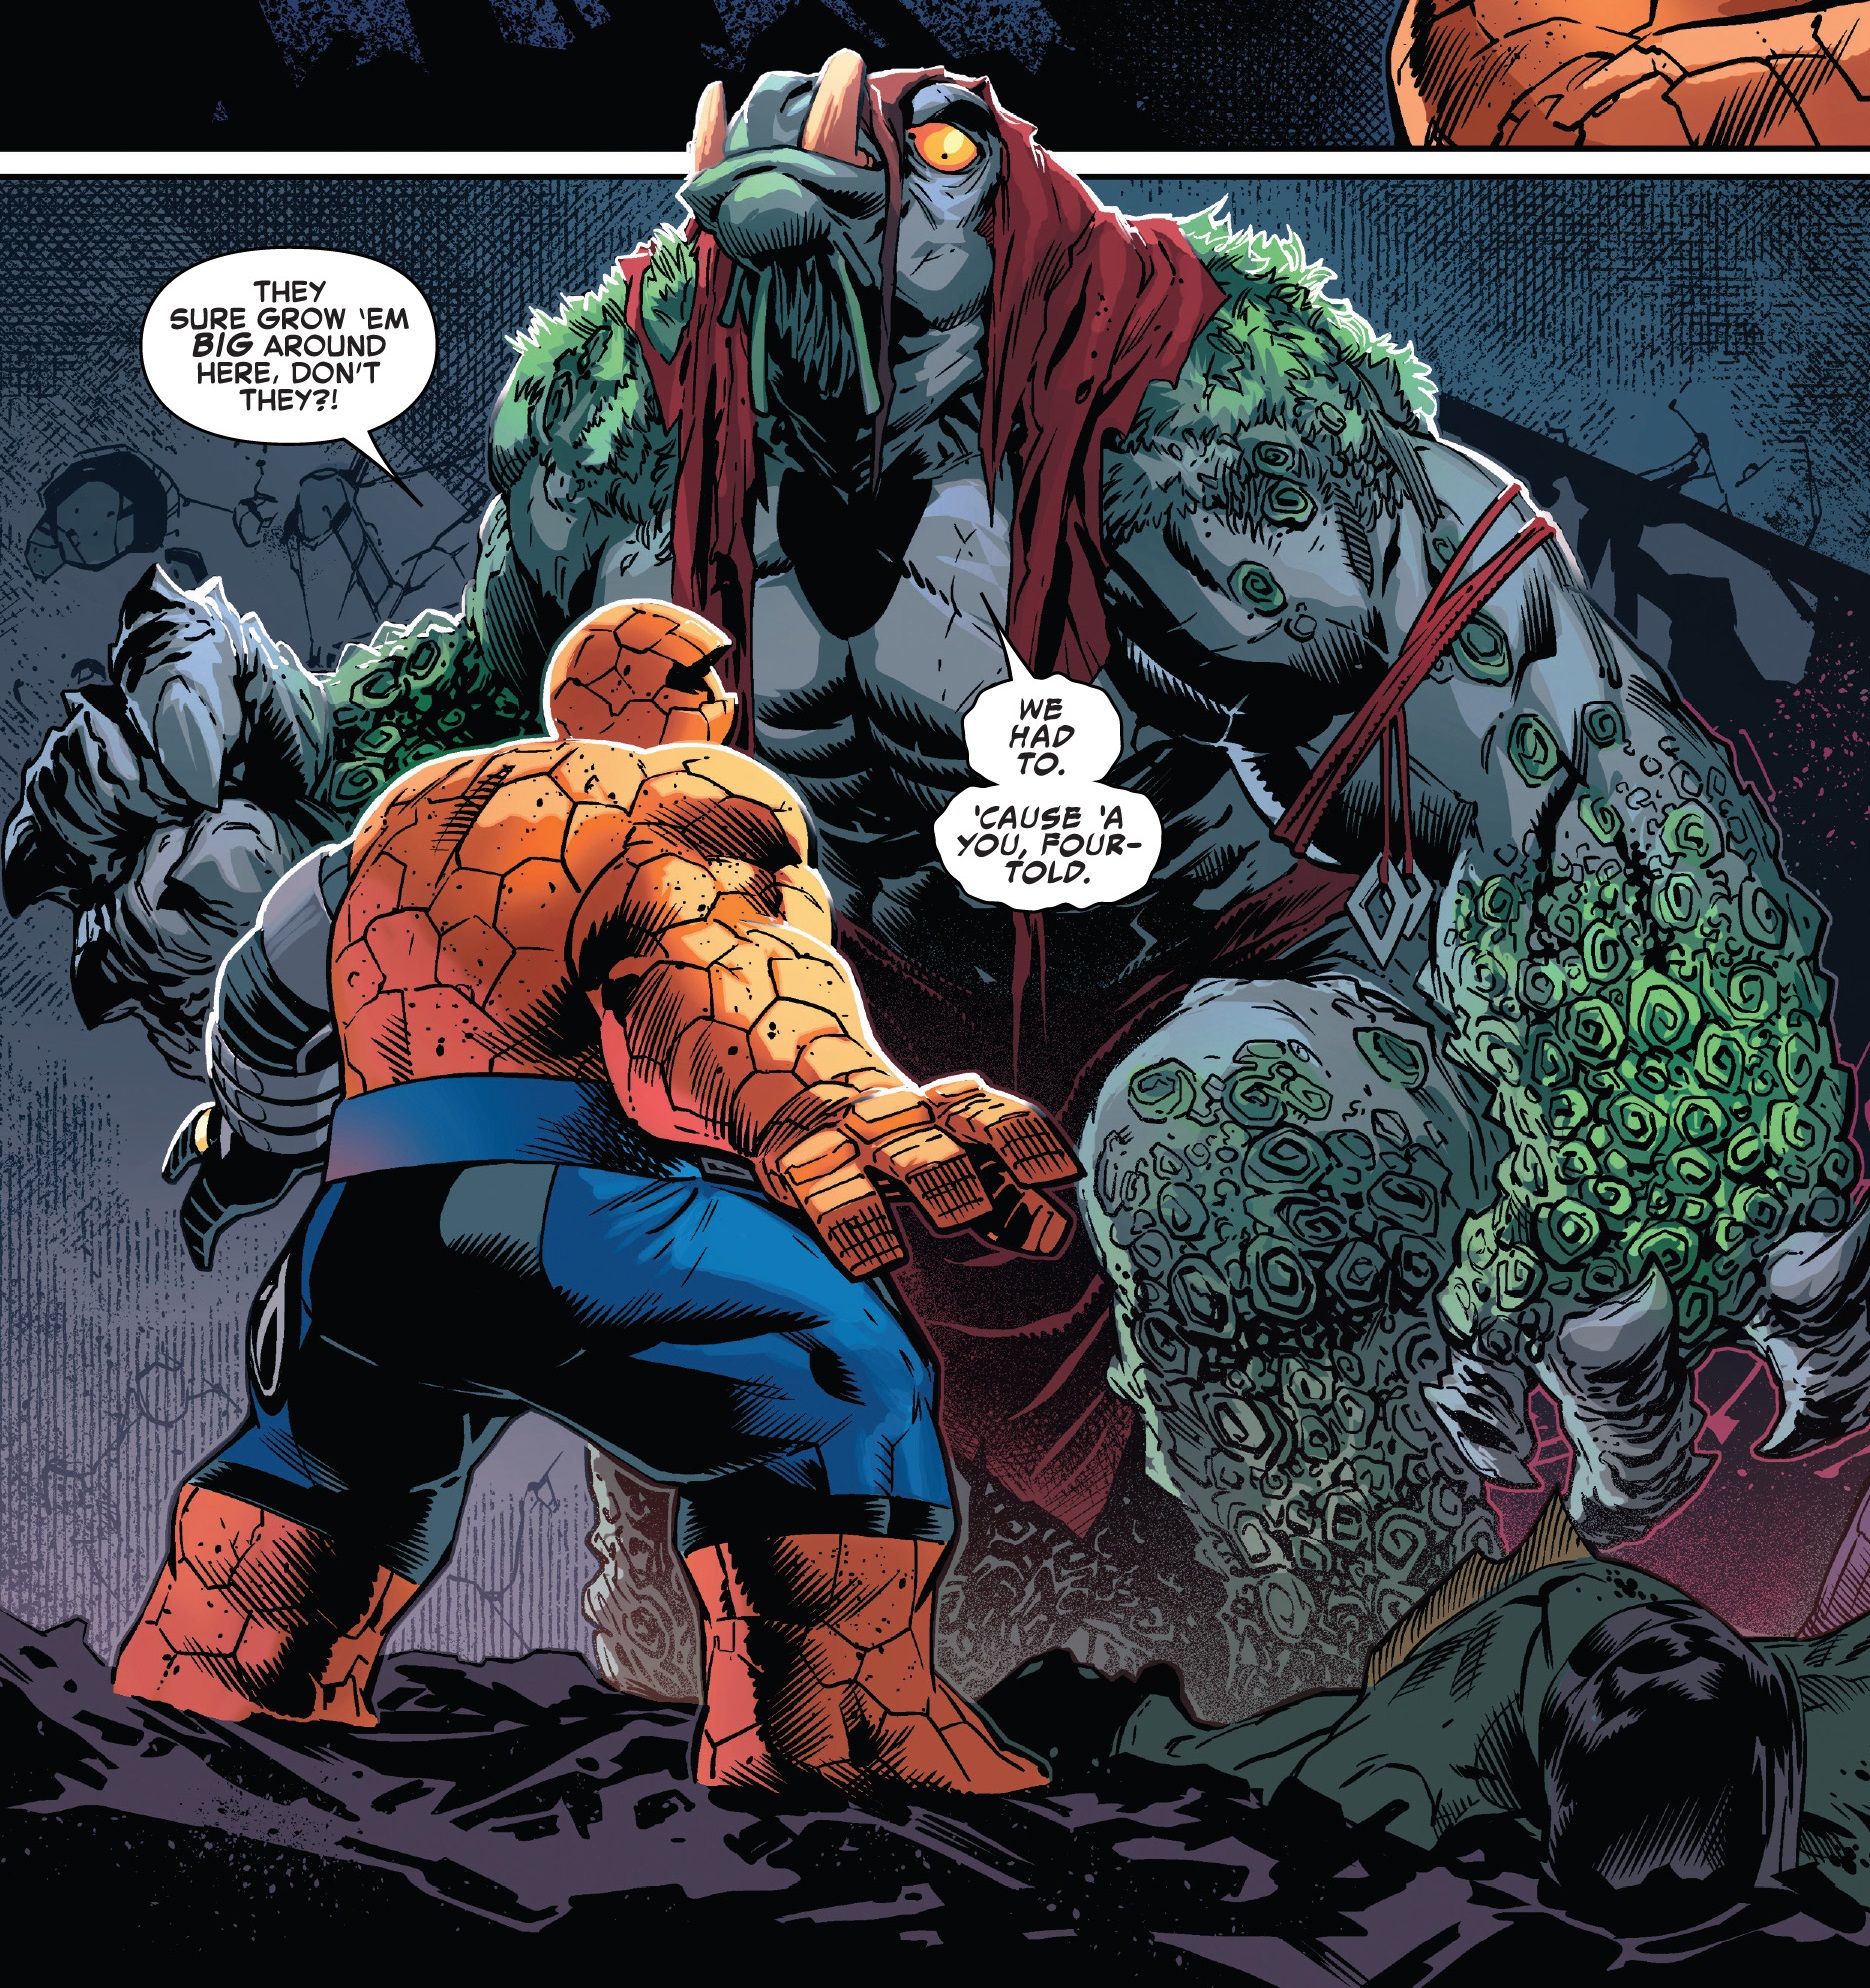 THEY
SURE GROW 'EM
BIG AROUND
HERE, DON'T
THEY?!
WE
HAD
TO.
'CAUSE 'A
YOU, FOUR-
TOLD.